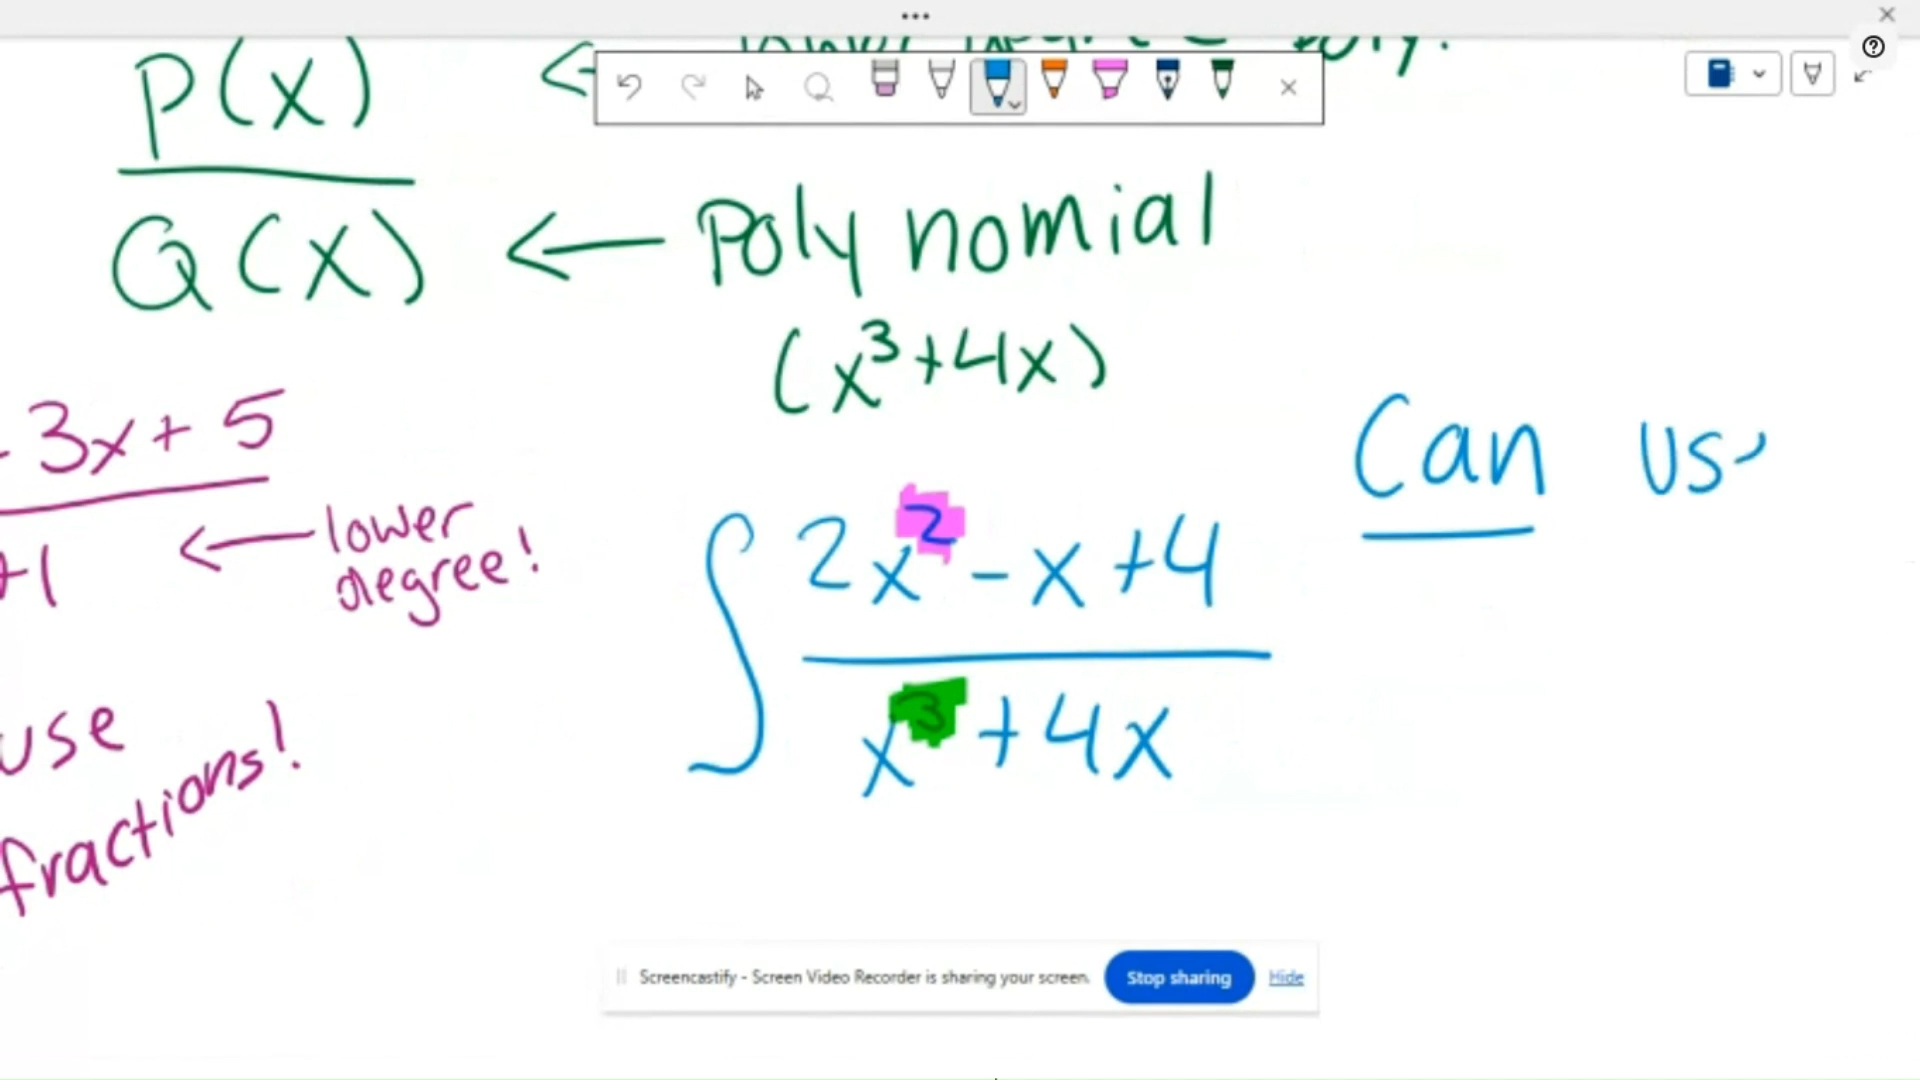 P(x) ←
Q(x) ← Polynomial
(x³+4x)
- 3x+5
+1 ← lower degree!
use
fractions!
∫ 2x²-x+4
x³+4x
Can us
Screencastify - Screen Video Recorder is sharing your screen. Stop sharing Hide